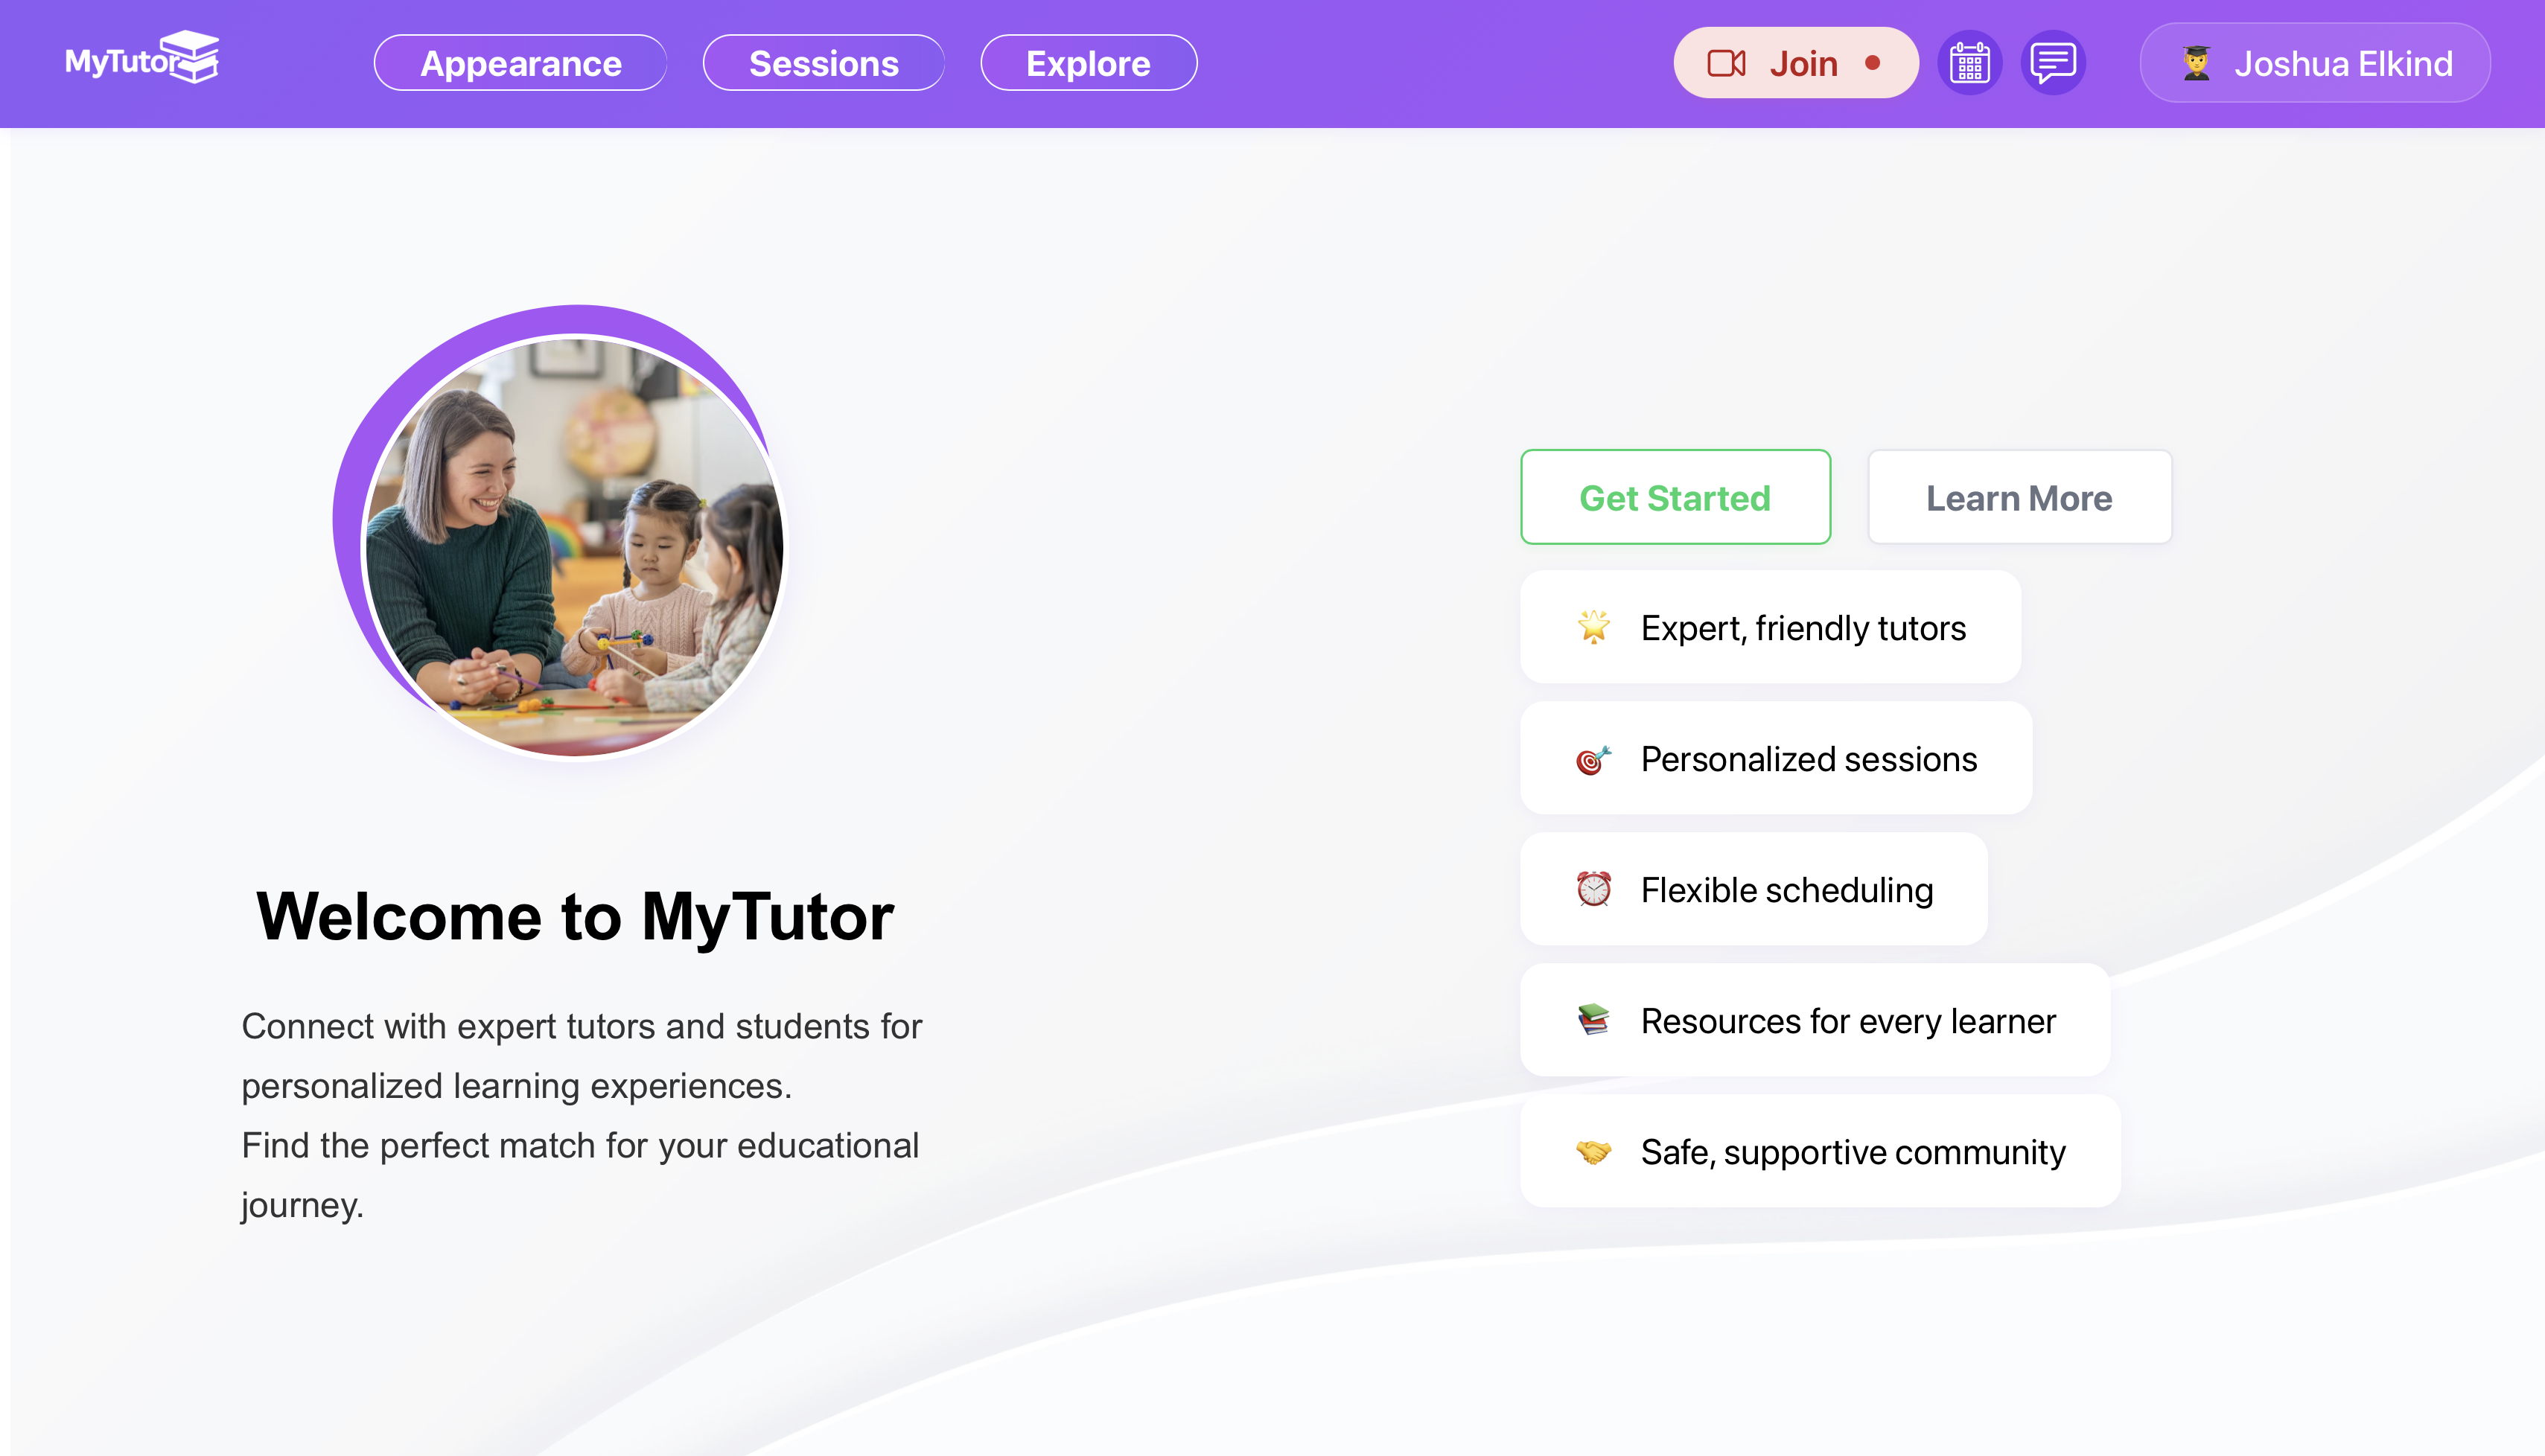 MyTutor
Appearance
Sessions
Explore
Join
Joshua Elkind
Welcome to MyTutor
Connect with expert tutors and students for
personalized learning experiences.
Find the perfect match for your educational
journey.
Get Started
Learn More
Expert, friendly tutors
Personalized sessions
Flexible scheduling
Resources for every learner
Safe, supportive community